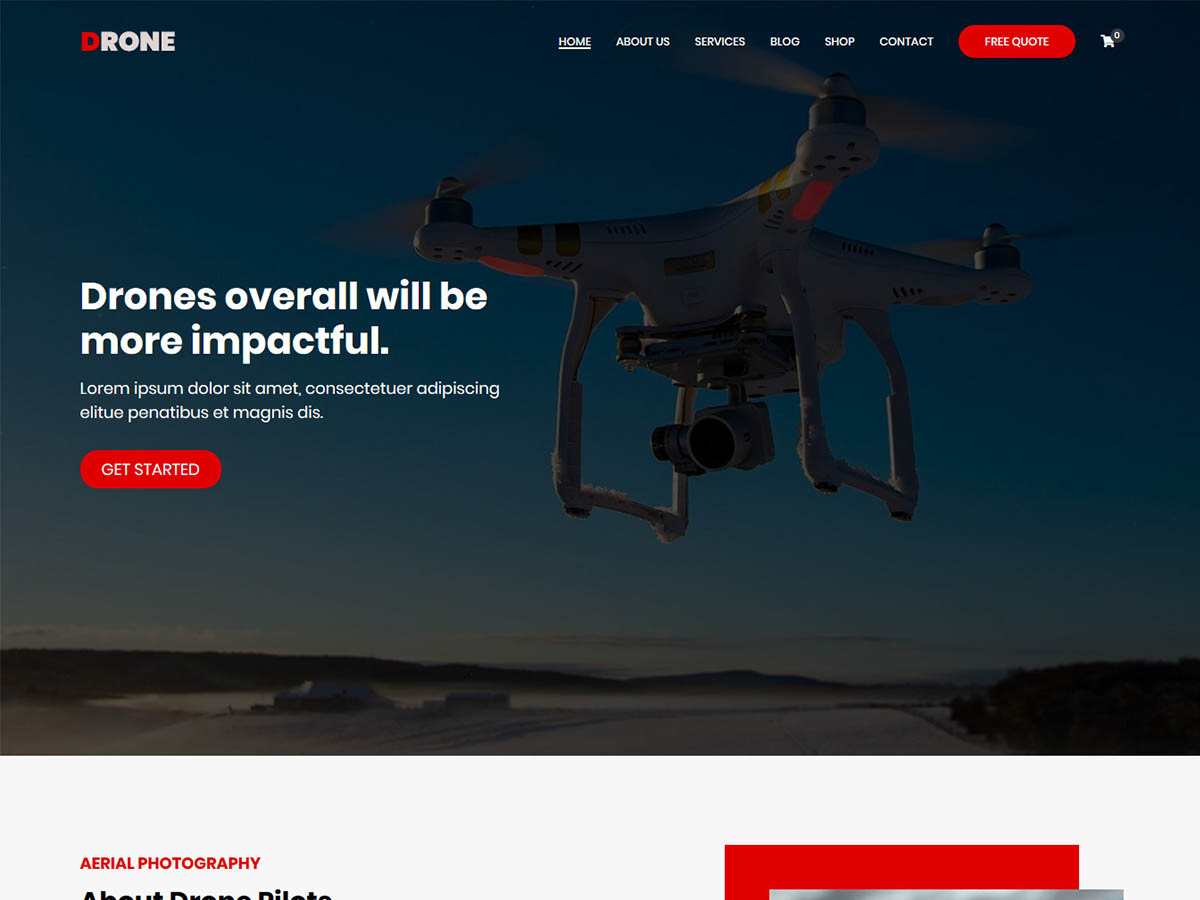 DRONE
HOME ABOUT US SERVICES BLOG SHOP CONTACT FREE QUOTE 0
Drones overall will be
more impactful.
Lorem ipsum dolor sit amet, consectetuer adipiscing
elitue penatibus et magnis dis.
GET STARTED
AERIAL PHOTOGRAPHY
About Drone Pilots